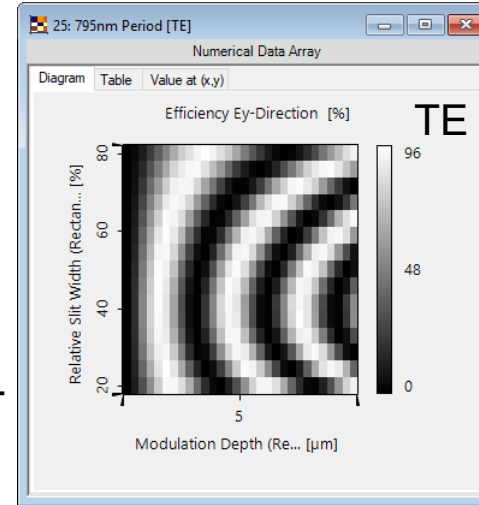 25: 795nm Period [TE]
Numerical Data Array
Diagram Table Value at (x,y)
Efficiency Ey-Direction [%]
TE
Relative Slit Width (Rectan... [%]
80
60
40
20
5
Modulation Depth (Re... [µm]
96
48
0